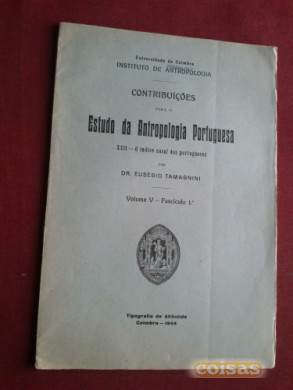 Universidade de Coimbra
INSTITUTO DE ANTROPOLOGIA
CONTRIBUIÇÕES
PARA O
Estudo da Antropologia Portuguesa
XIII — O índice nasal dos portugueses
POR
DR. EUSÉBIO TAMAGNINI
Volume V — Fascículo 1.º
Tipografia da Atlântida
Coimbra — 1944
coisas